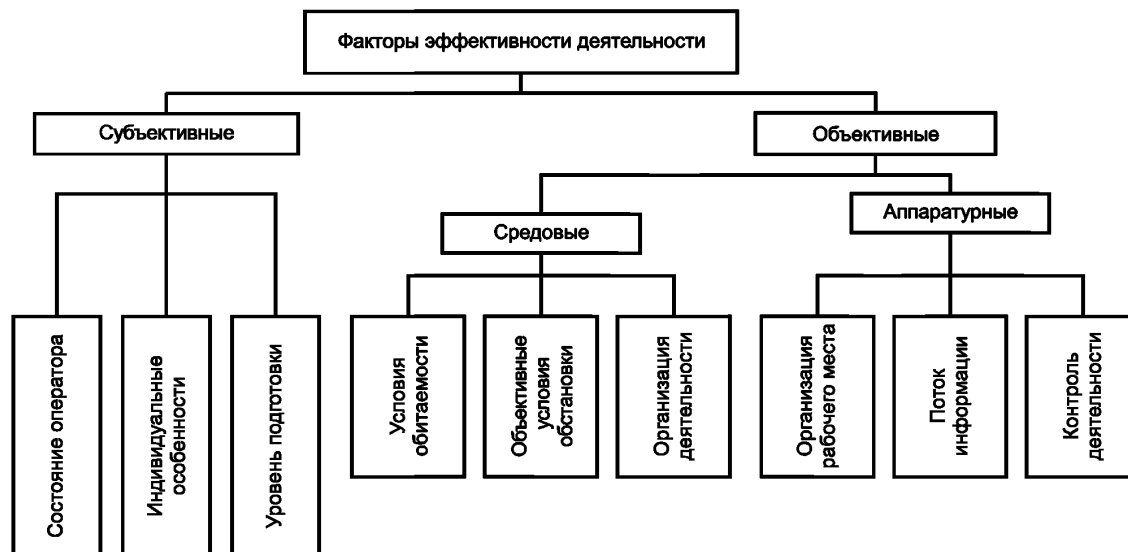 Факторы эффективности деятельности
Субъективные
Объективные
Средовые
Аппаратурные
Состояние оператора
Индивидуальные
особенности
Уровень подготовки
Условия
обитаемости
Объективные
условия
обстановки
Организация
деятельности
Организация
рабочего места
Поток
информации
Контроль
деятельности